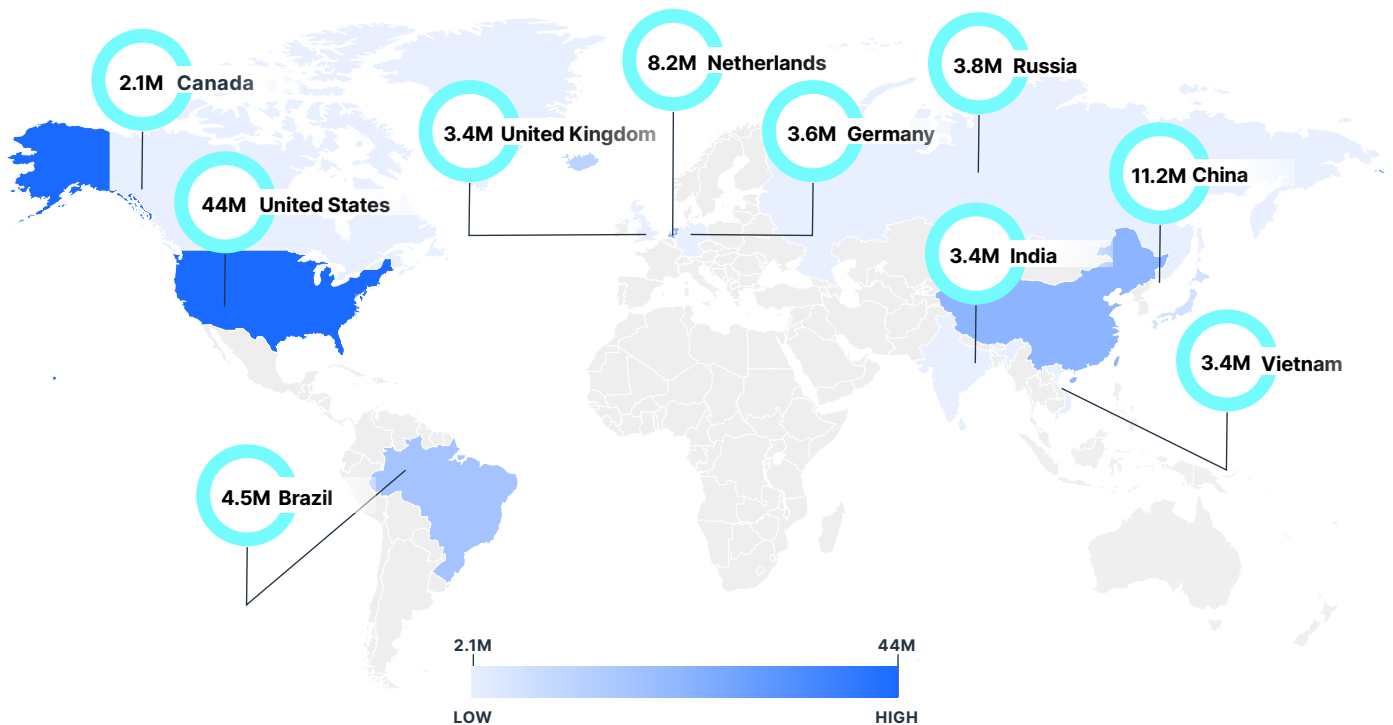 2.1M Canada
44M United States
3.4M United Kingdom
8.2M Netherlands
3.6M Germany
3.8M Russia
11.2M China
3.4M India
3.4M Vietnam
4.5M Brazil
2.1M
44M
LOW
HIGH